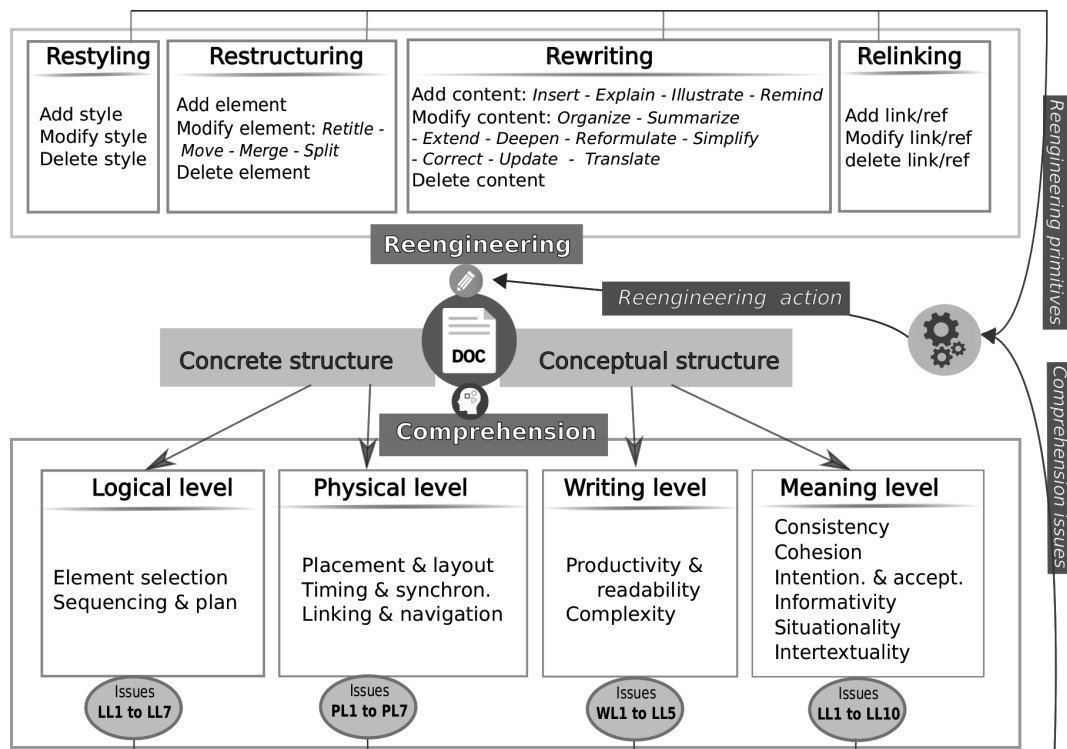 Restyling
Add style
Modify style
Delete style
Restructuring
Add element
Modify element: Retitle -
Move - Merge - Split
Delete element
Rewriting
Add content: Insert - Explain - Illustrate - Remind
Modify content: Organize - Summarize
- Extend - Deepen - Reformulate - Simplify
- Correct - Update - Translate
Delete content
Relinking
Add link/ref
Modify link/ref
delete link/ref
Reengineering primitives
Reengineering
Reengineering action
DOC
Concrete structure
Conceptual structure
Comprehension
Comprehension issues
Logical level
Element selection
Sequencing & plan
Issues
LL1 to LL7
Physical level
Placement & layout
Timing & synchron.
Linking & navigation
Issues
PL1 to PL7
Writing level
Productivity &
readability
Complexity
Issues
WL1 to LL5
Meaning level
Consistency
Cohesion
Intention. & accept.
Informativity
Situationality
Intertextuality
Issues
LL1 to LL10